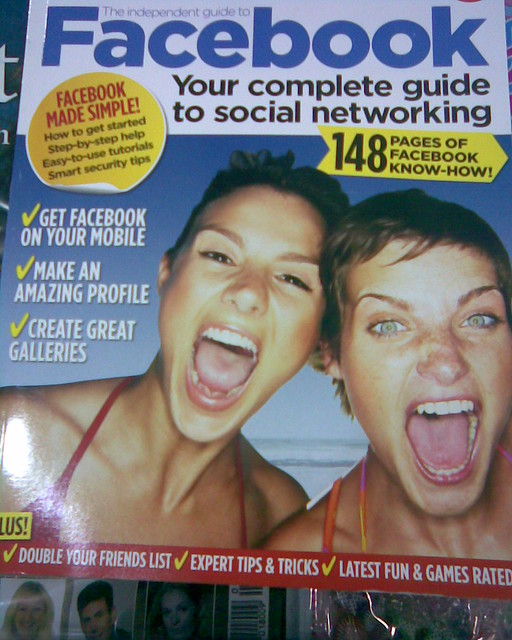 The independent guide to
Facebook
Your complete guide
to social networking
FACEBOOK
MADE SIMPLE!
How to get started
Step-by-step help
Easy-to-use tutorials
Smart security tips
148 PAGES OF
FACEBOOK
KNOW-HOW!
✓GET FACEBOOK
ON YOUR MOBILE
✓MAKE AN
AMAZING PROFILE
✓CREATE GREAT
GALLERIES
LUS!
✓DOUBLE YOUR FRIENDS LIST ✓EXPERT TIPS & TRICKS ✓LATEST FUN & GAMES RATED